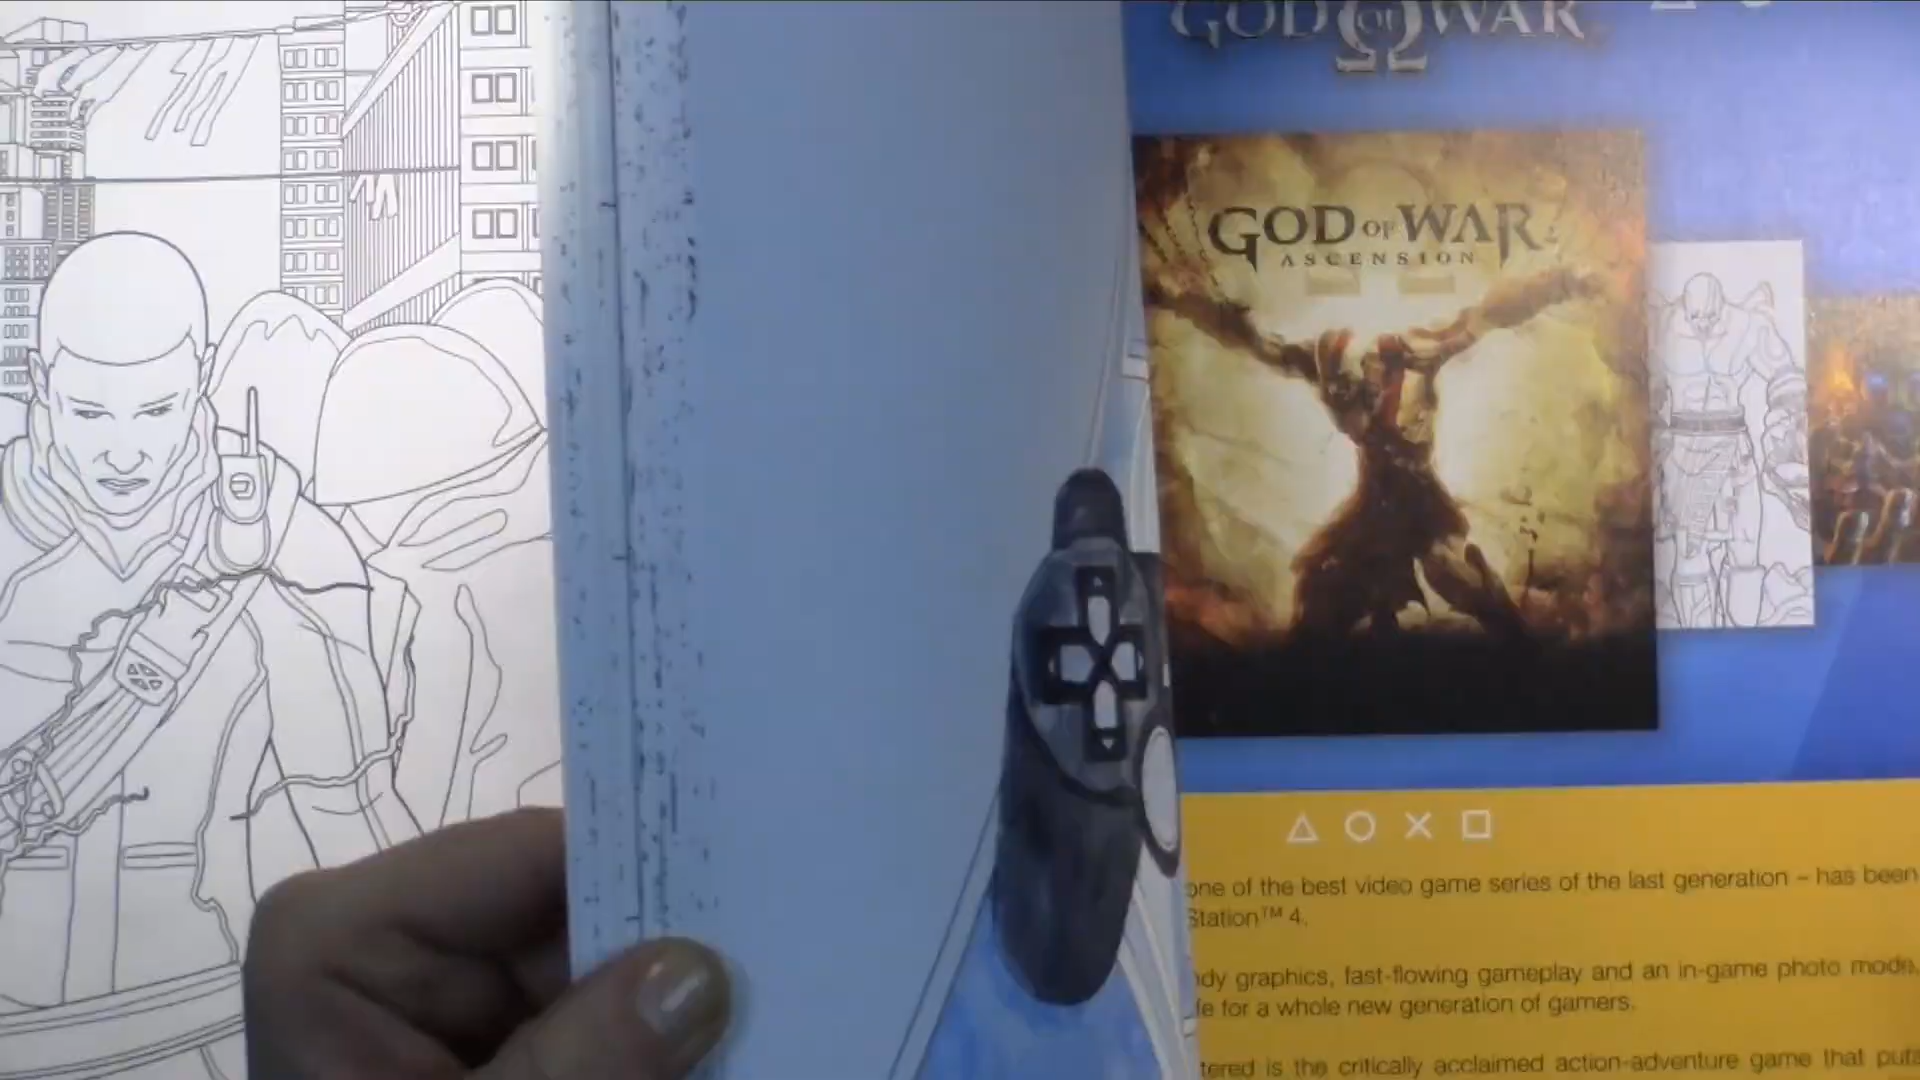 GOD OF WAR
GOD OF WAR
ASCENSION
one of the best video game series of the last generation – has been
Station™ 4.
graphics, fast-flowing gameplay and an in-game photo mode,
for a whole new generation of gamers.
tered is the critically acclaimed action-adventure game that puts